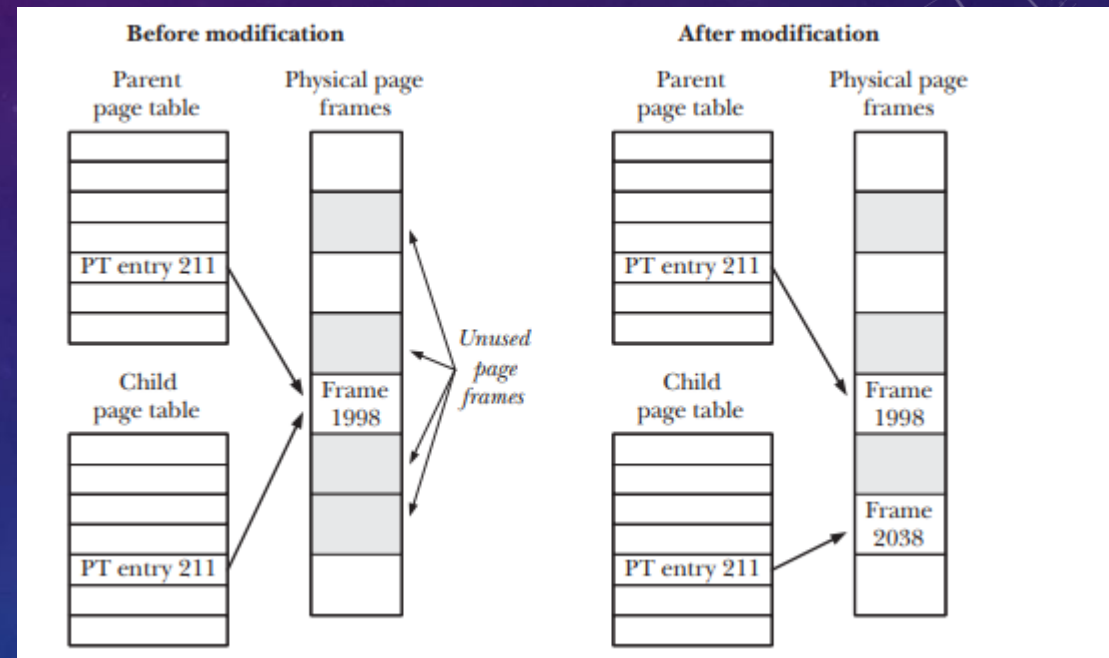 Before modification
Parent
page table
Physical page
frames
PT entry 211
Child
page table
PT entry 211
Frame
1998
Unused
page
frames
After modification
Parent
page table
Physical page
frames
PT entry 211
Child
page table
PT entry 211
Frame
1998
Frame
2038